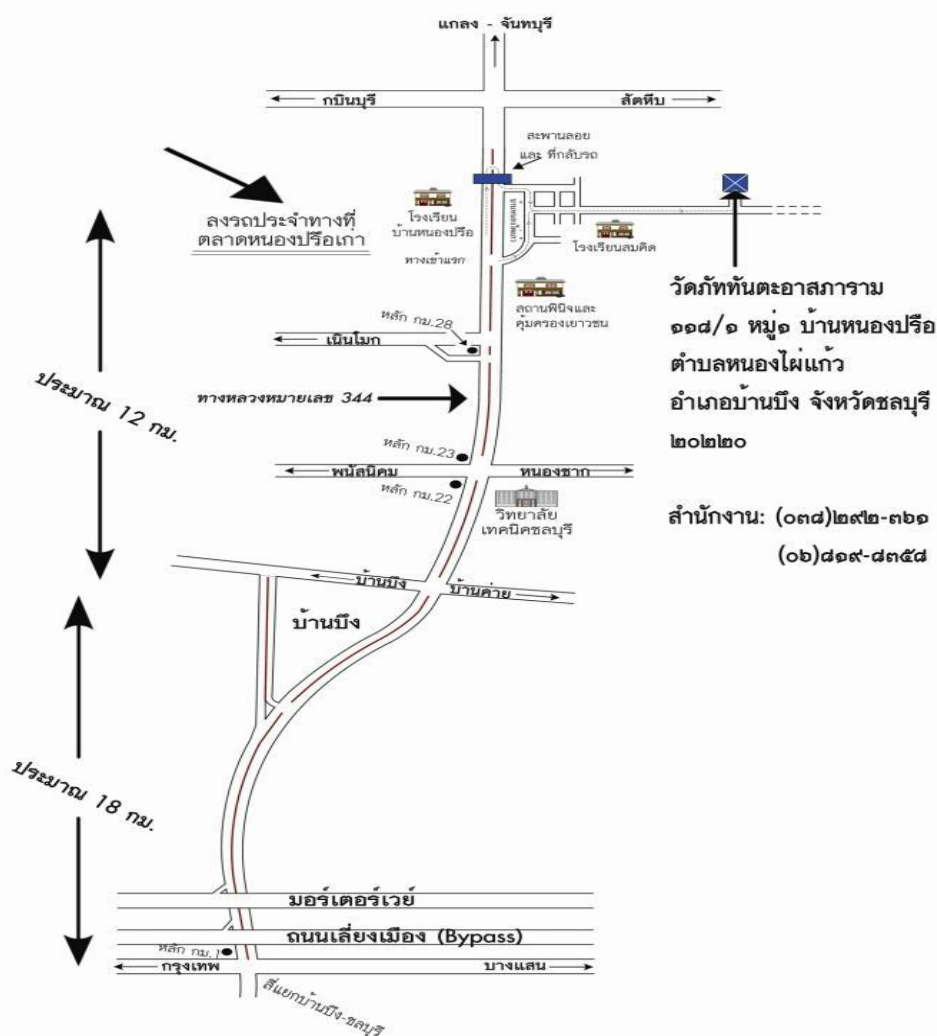 แกลง - จันทบุรี
กบินบุรี
สัตหีบ
สะพานลอย
และ ที่กลับรถ
ลงรถประจำทางที่
ตลาดหนองปรือเก่า
โรงเรียน
บ้านหนองปรือ
ทางเข้าแรก
โรงเรียนสมคิด
สถานพินิจและ
คุ้มครองเยาวชน
วัดภัททันตะอาสภาราม
๑๑๘/๑ หมู่๑ บ้านหนองปรือ
ตำบลหนองไผ่แก้ว
อำเภอบ้านบึง จังหวัดชลบุรี
๒๐๒๒๐
หลัก กม.28
เนินโมก
ประมาณ 12 กม.
ทางหลวงหมายเลข 344
หลัก กม.23
พนัสนิคม
หนองชาก
หลัก กม.22
วิทยาลัย
เทคนิคชลบุรี
สำนักงาน: (๐๓๘)๒๙๒-๓๖๑
(๐๖)๘๑๙-๘๓๕๘
บ้านบึง
บ้านค่าย
บ้านบึง
ประมาณ 18 กม.
มอร์เตอร์เวย์
ถนนเลี่ยงเมือง (Bypass)
หลัก กม.1
กรุงเทพ
บางแสน
สี่แยกบ้านบึง-ชลบุรี